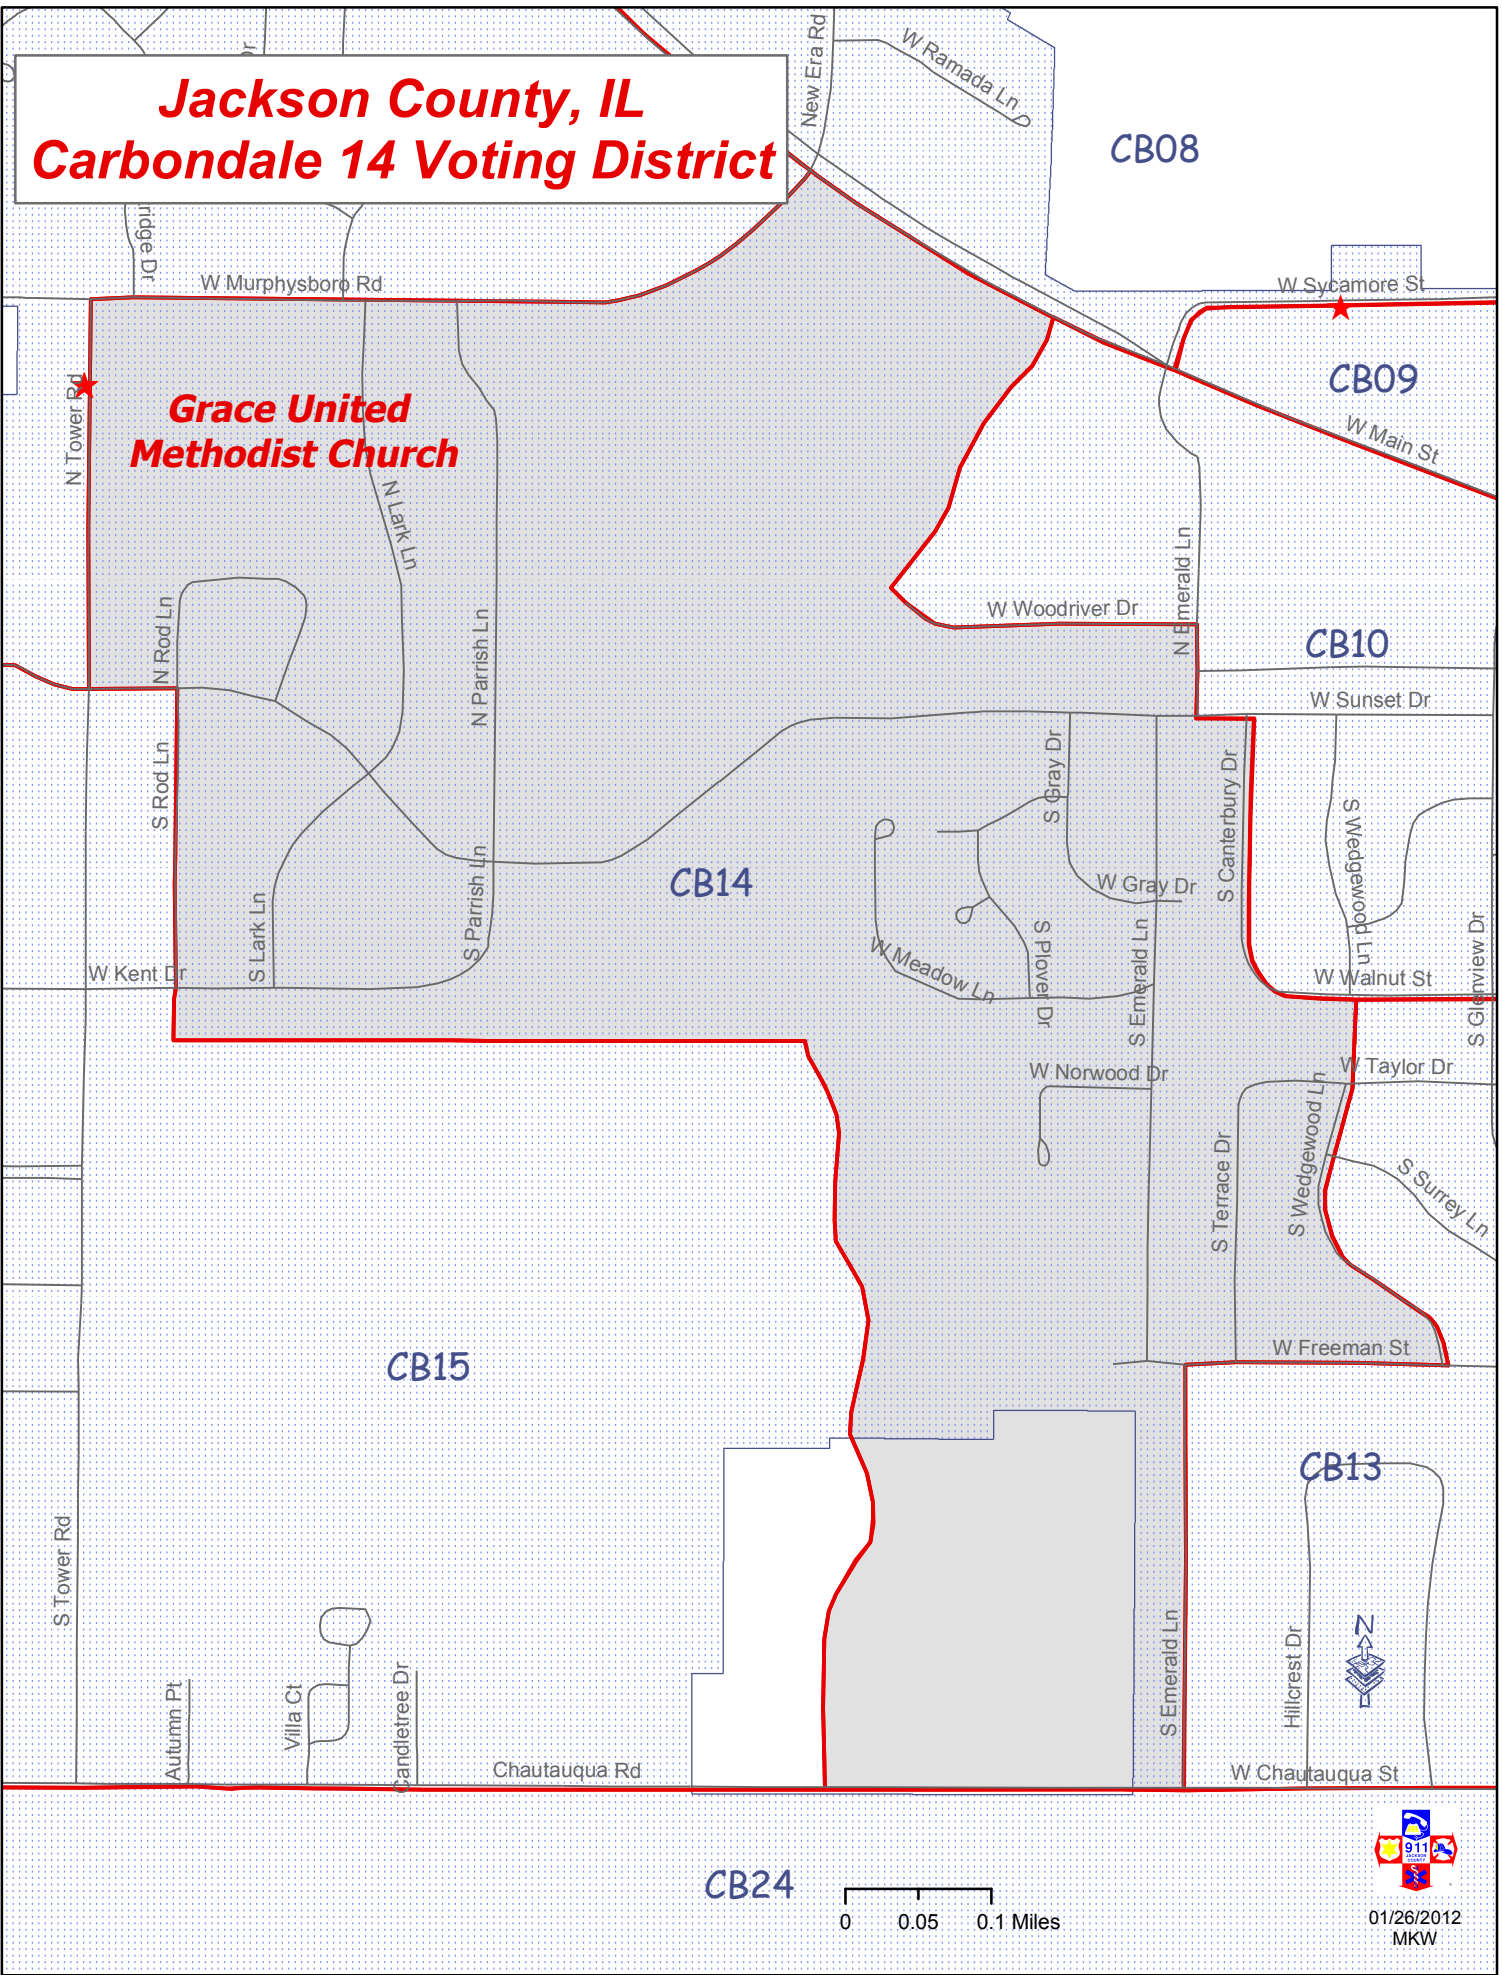 Jackson County, IL
Carbondale 14 Voting District
New Era Rd
W Ramada Ln
CB08
W Murphysboro Rd
W Sycamore St
CB09
N Tower Rd
Grace United
Methodist Church
W Main St
N Lark Ln
N Emerald Ln
W Woodriver Dr
N Rod Ln
N Parrish Ln
CB10
W Sunset Dr
S Rod Ln
S Gray Dr
S Canterbury Dr
S Wedgewood Ln
CB14
W Gray Dr
S Parrish Ln
S Lark Ln
W Kent Dr
W Meadow Ln
S Plover Dr
S Emerald Ln
W Walnut St
S Glenview Dr
W Norwood Dr
W Taylor Dr
S Terrace Dr
S Wedgewood Ln
S Surrey Ln
W Freeman St
CB15
CB13
S Tower Rd
Autumn Pt
Villa Ct
Candletree Dr
Chautauqua Rd
S Emerald Ln
Hillcrest Dr
N
W Chautauqua St
CB24
0 0.05 0.1 Miles
911
JACKSON
COUNTY
01/26/2012
MKW